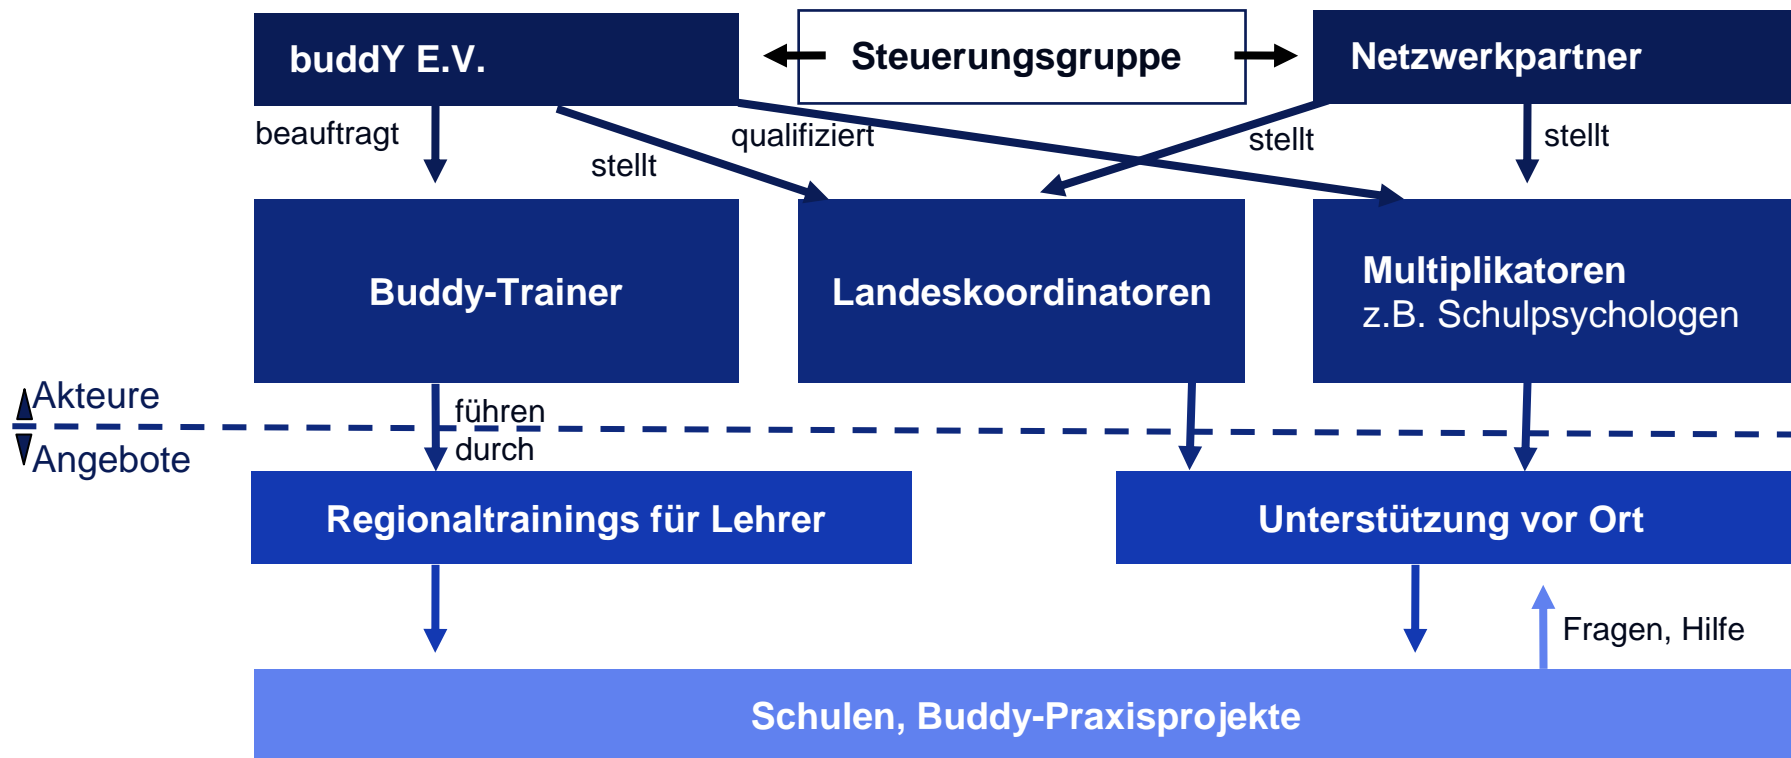 buddY E.V.
Steuerungsgruppe
Netzwerkpartner
beauftragt
stellt
qualifiziert
stellt
stellt
Buddy-Trainer
Landeskoordinatoren
Multiplikatoren
z.B. Schulpsychologen
Akteure
Angebote
führen
durch
Regionaltrainings für Lehrer
Unterstützung vor Ort
Fragen, Hilfe
Schulen, Buddy-Praxisprojekte